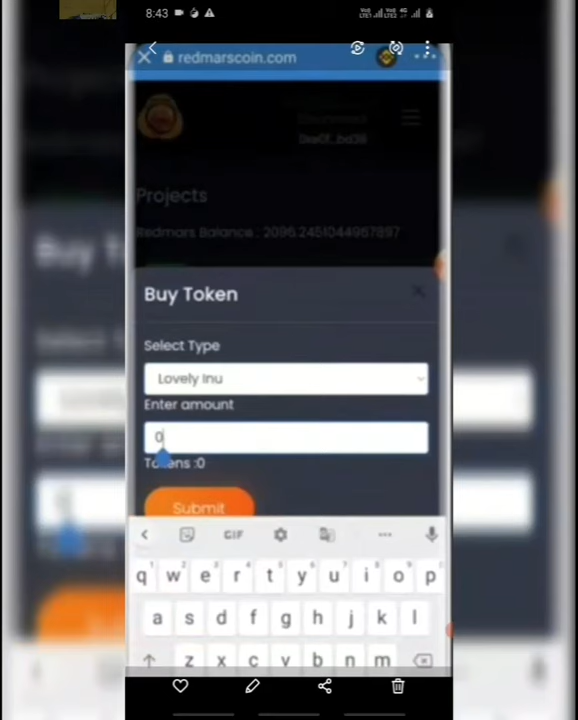 8:43
redmarscoin.com
Projects
Redmars Balance : 2096.2451044967897
Buy Token
Select Type
Lovely Inu
Enter amount
0
Tokens :0
Submit
GIF
q w e r t y u i o p
a s d f g h j k l
z x c v b n m